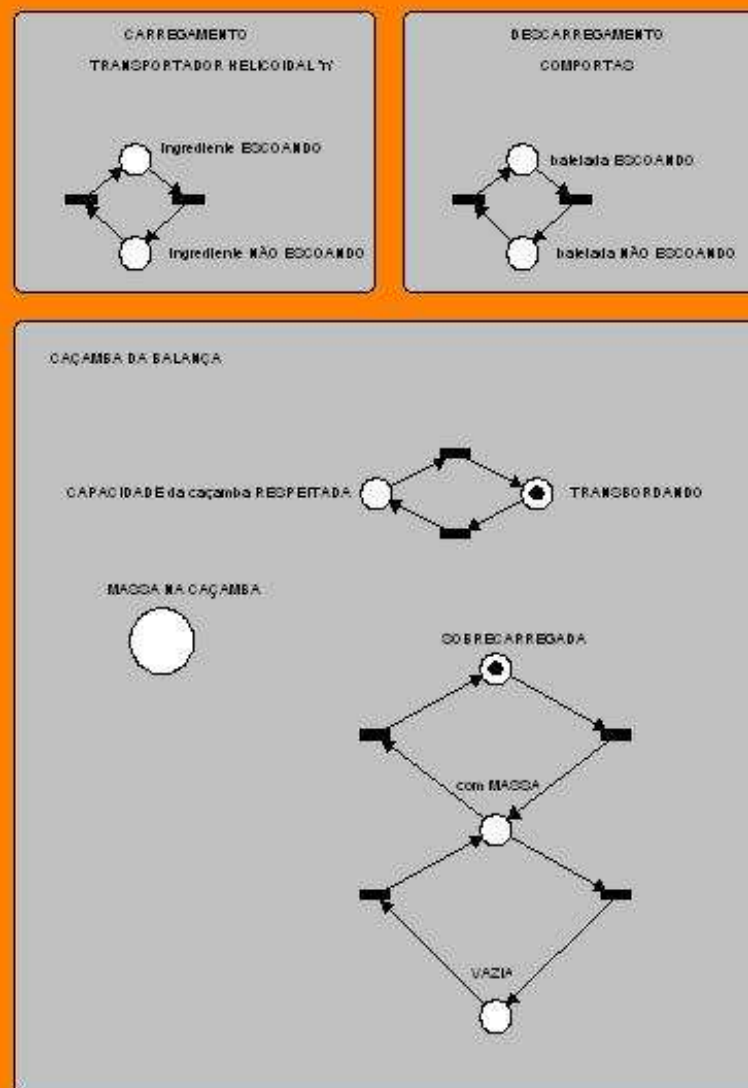 CARREGAMENTO
TRANSPORTADOR HELICOIDAL "n"
Ingrediente ESCOANDO
Ingrediente NÃO ESCOANDO
DESCARREGAMENTO
COMPORTAS
batelada ESCOANDO
batelada NÃO ESCOANDO
CAÇAMBA DA BALANÇA
CAPACIDADE da caçamba RESPEITADA
TRANSBORDANDO
MASSA NA CAÇAMBA
SOBRECARREGADA
com MASSA
VAZIA